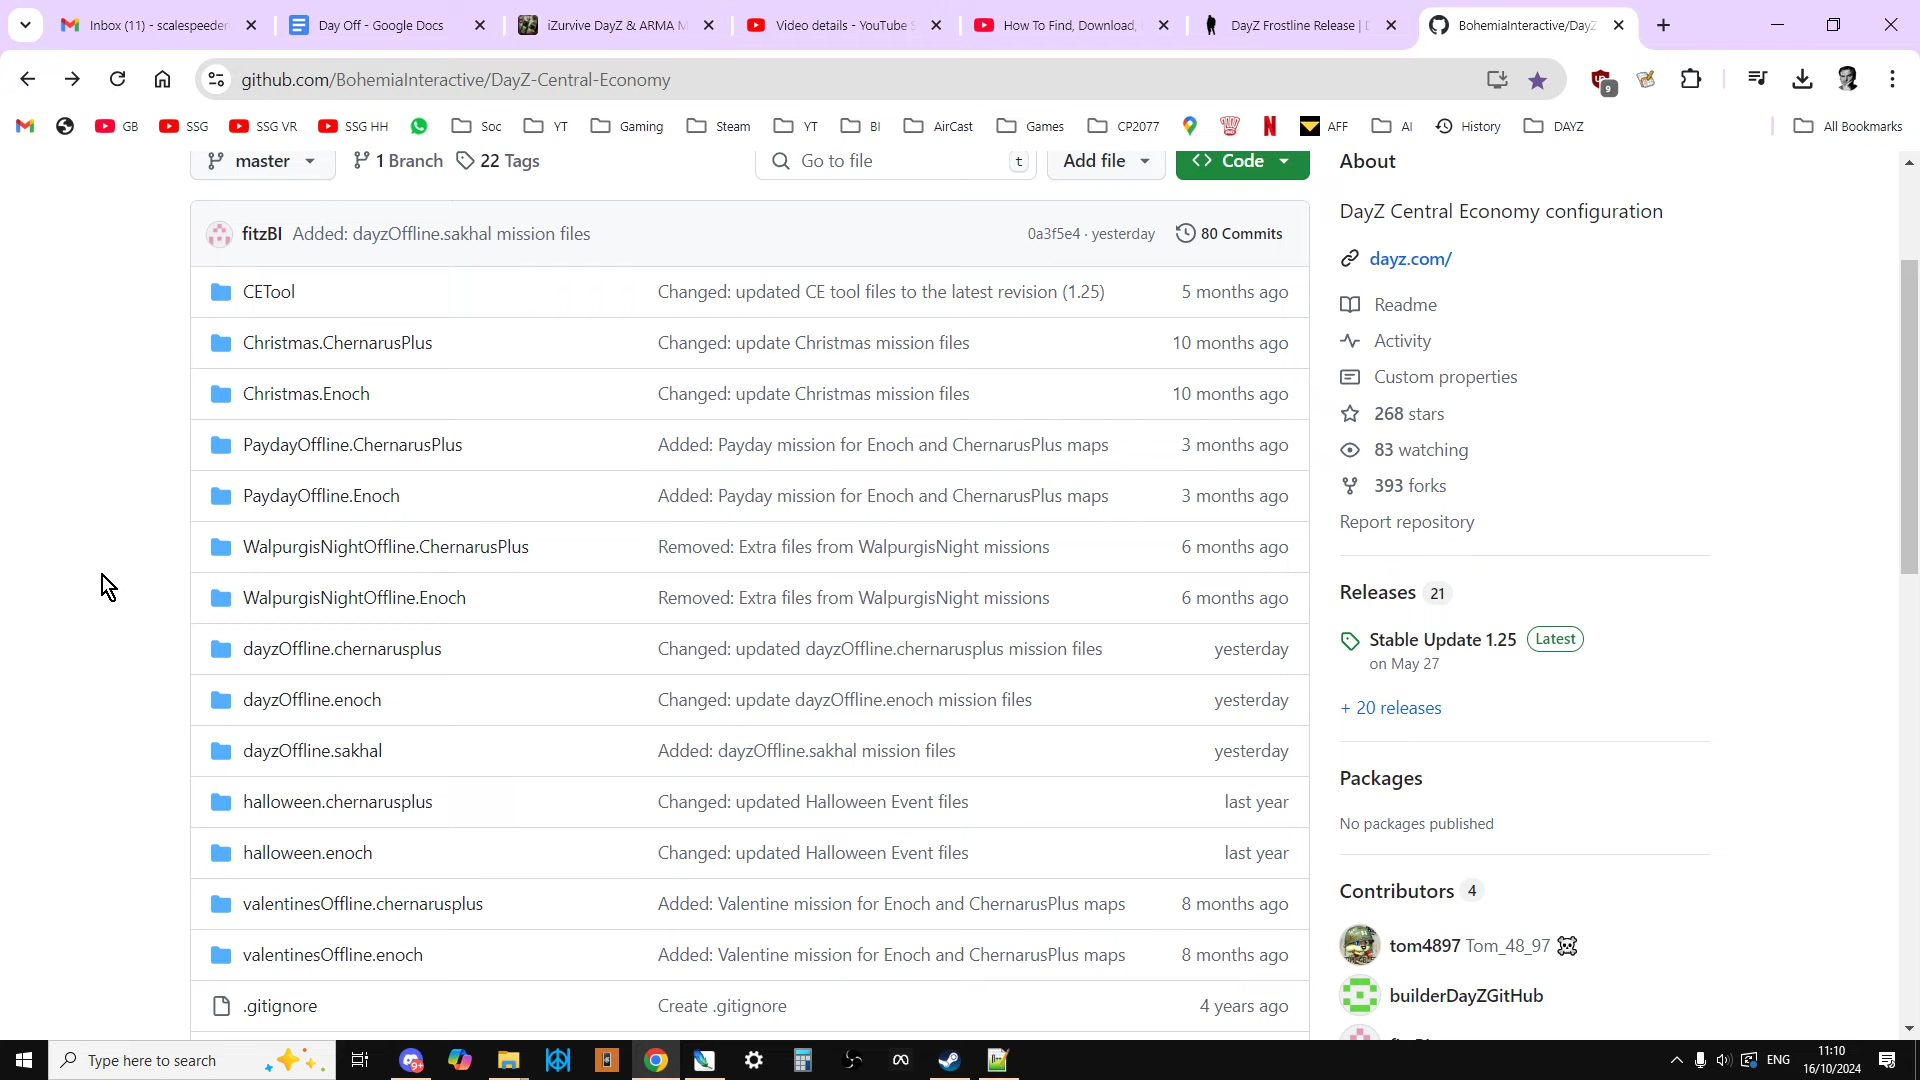 Inbox (11) - scalespeeder
Day Off - Google Docs
iZurvive DayZ & ARMA M
Video details - YouTube S
How To Find, Download,
DayZ Frostline Release | D
BohemiaInteractive/DayZ
github.com/BohemiaInteractive/DayZ-Central-Economy
9
GB
SSG
SSG VR
SSG HH
Soc
YT
Gaming
Steam
YT
BI
AirCast
Games
CP2077
AFF
AI
History
DAYZ
All Bookmarks
master
1 Branch
22 Tags
Go to file
t
Add file
Code
fitzBI Added: dayzOffline.sakhal mission files
0a3f5e4 · yesterday
80 Commits
CETool Changed: updated CE tool files to the latest revision (1.25) 5 months ago
Christmas.ChernarusPlus Changed: update Christmas mission files 10 months ago
Christmas.Enoch Changed: update Christmas mission files 10 months ago
PaydayOffline.ChernarusPlus Added: Payday mission for Enoch and ChernarusPlus maps 3 months ago
PaydayOffline.Enoch Added: Payday mission for Enoch and ChernarusPlus maps 3 months ago
WalpurgisNightOffline.ChernarusPlus Removed: Extra files from WalpurgisNight missions 6 months ago
WalpurgisNightOffline.Enoch Removed: Extra files from WalpurgisNight missions 6 months ago
dayzOffline.chernarusplus Changed: updated dayzOffline.chernarusplus mission files yesterday
dayzOffline.enoch Changed: update dayzOffline.enoch mission files yesterday
dayzOffline.sakhal Added: dayzOffline.sakhal mission files yesterday
halloween.chernarusplus Changed: updated Halloween Event files last year
halloween.enoch Changed: updated Halloween Event files last year
valentinesOffline.chernarusplus Added: Valentine mission for Enoch and ChernarusPlus maps 8 months ago
valentinesOffline.enoch Added: Valentine mission for Enoch and ChernarusPlus maps 8 months ago
.gitignore Create .gitignore 4 years ago
About
DayZ Central Economy configuration
dayz.com/
Readme
Activity
Custom properties
268 stars
83 watching
393 forks
Report repository
Releases 21
Stable Update 1.25 Latest
on May 27
+ 20 releases
Packages
No packages published
Contributors 4
tom4897 Tom_48_97
builderDayZGitHub
Type here to search
ENG
11:10
16/10/2024